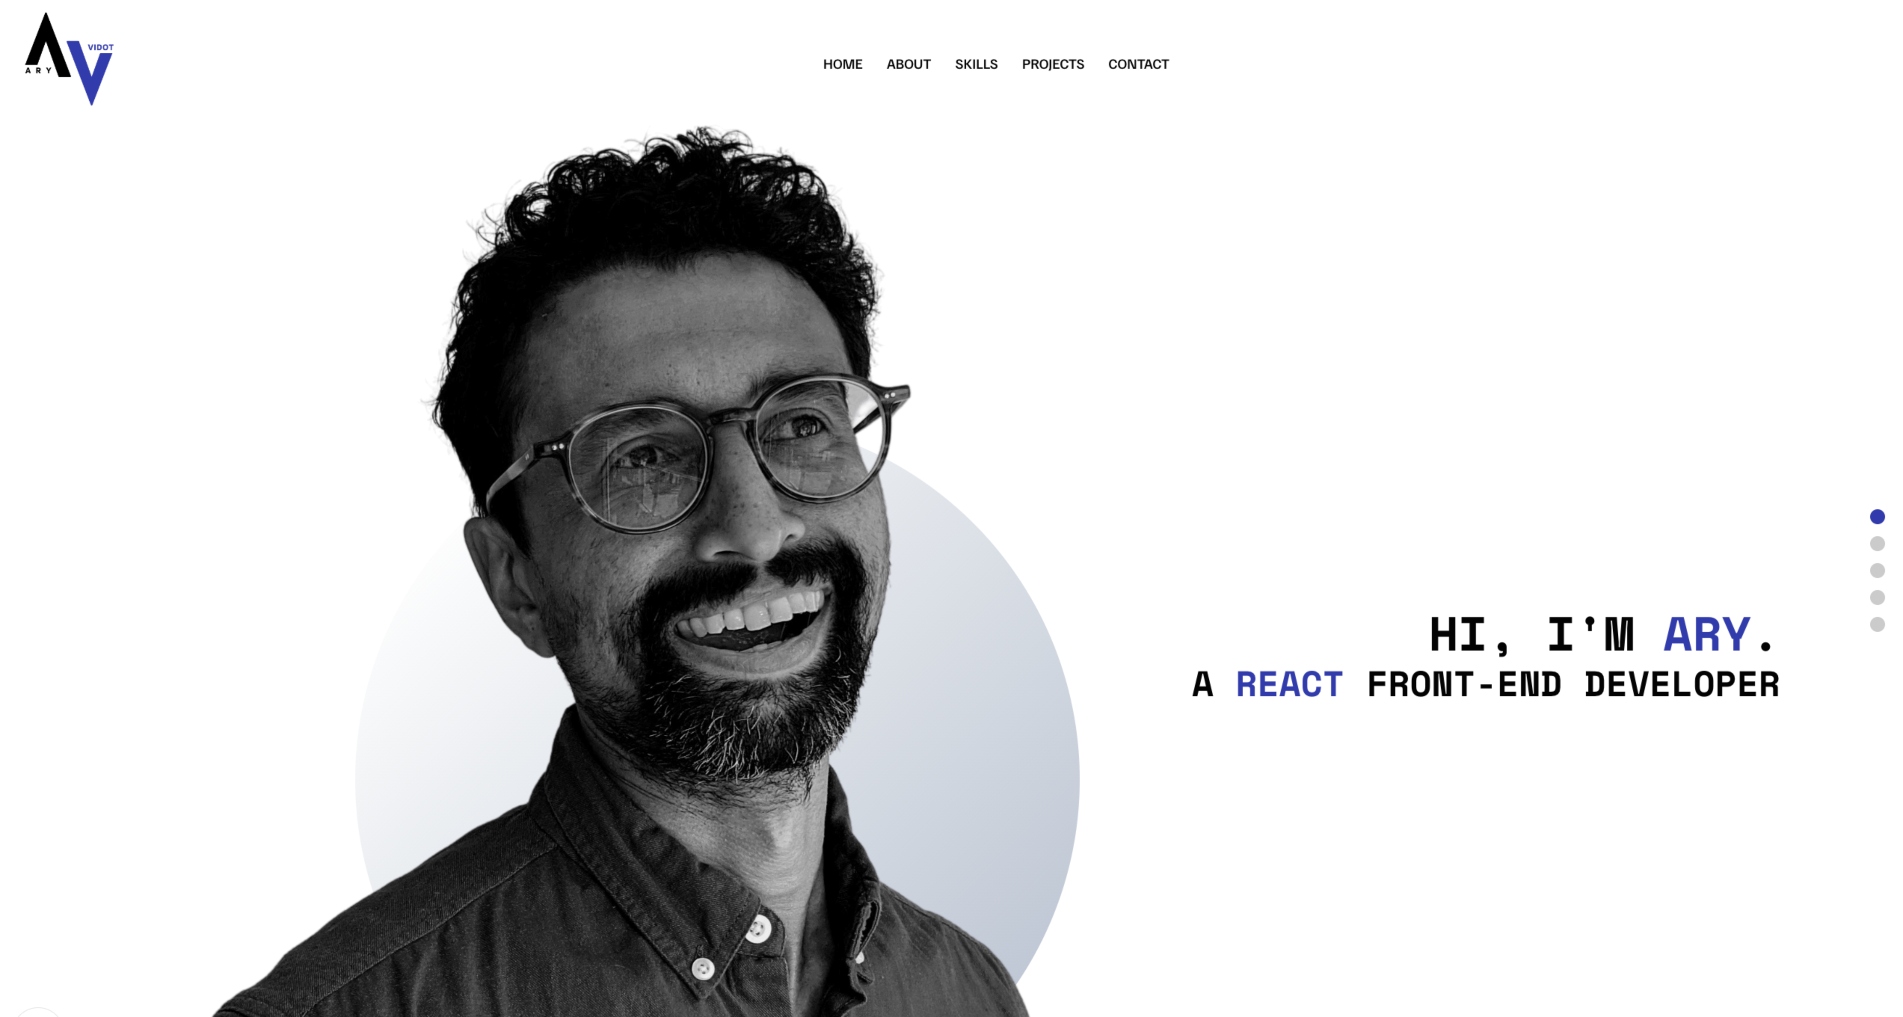 ARY
VIDOT
HOME
ABOUT
SKILLS
PROJECTS
CONTACT
HI, I'M ARY.
A REACT FRONT-END DEVELOPER